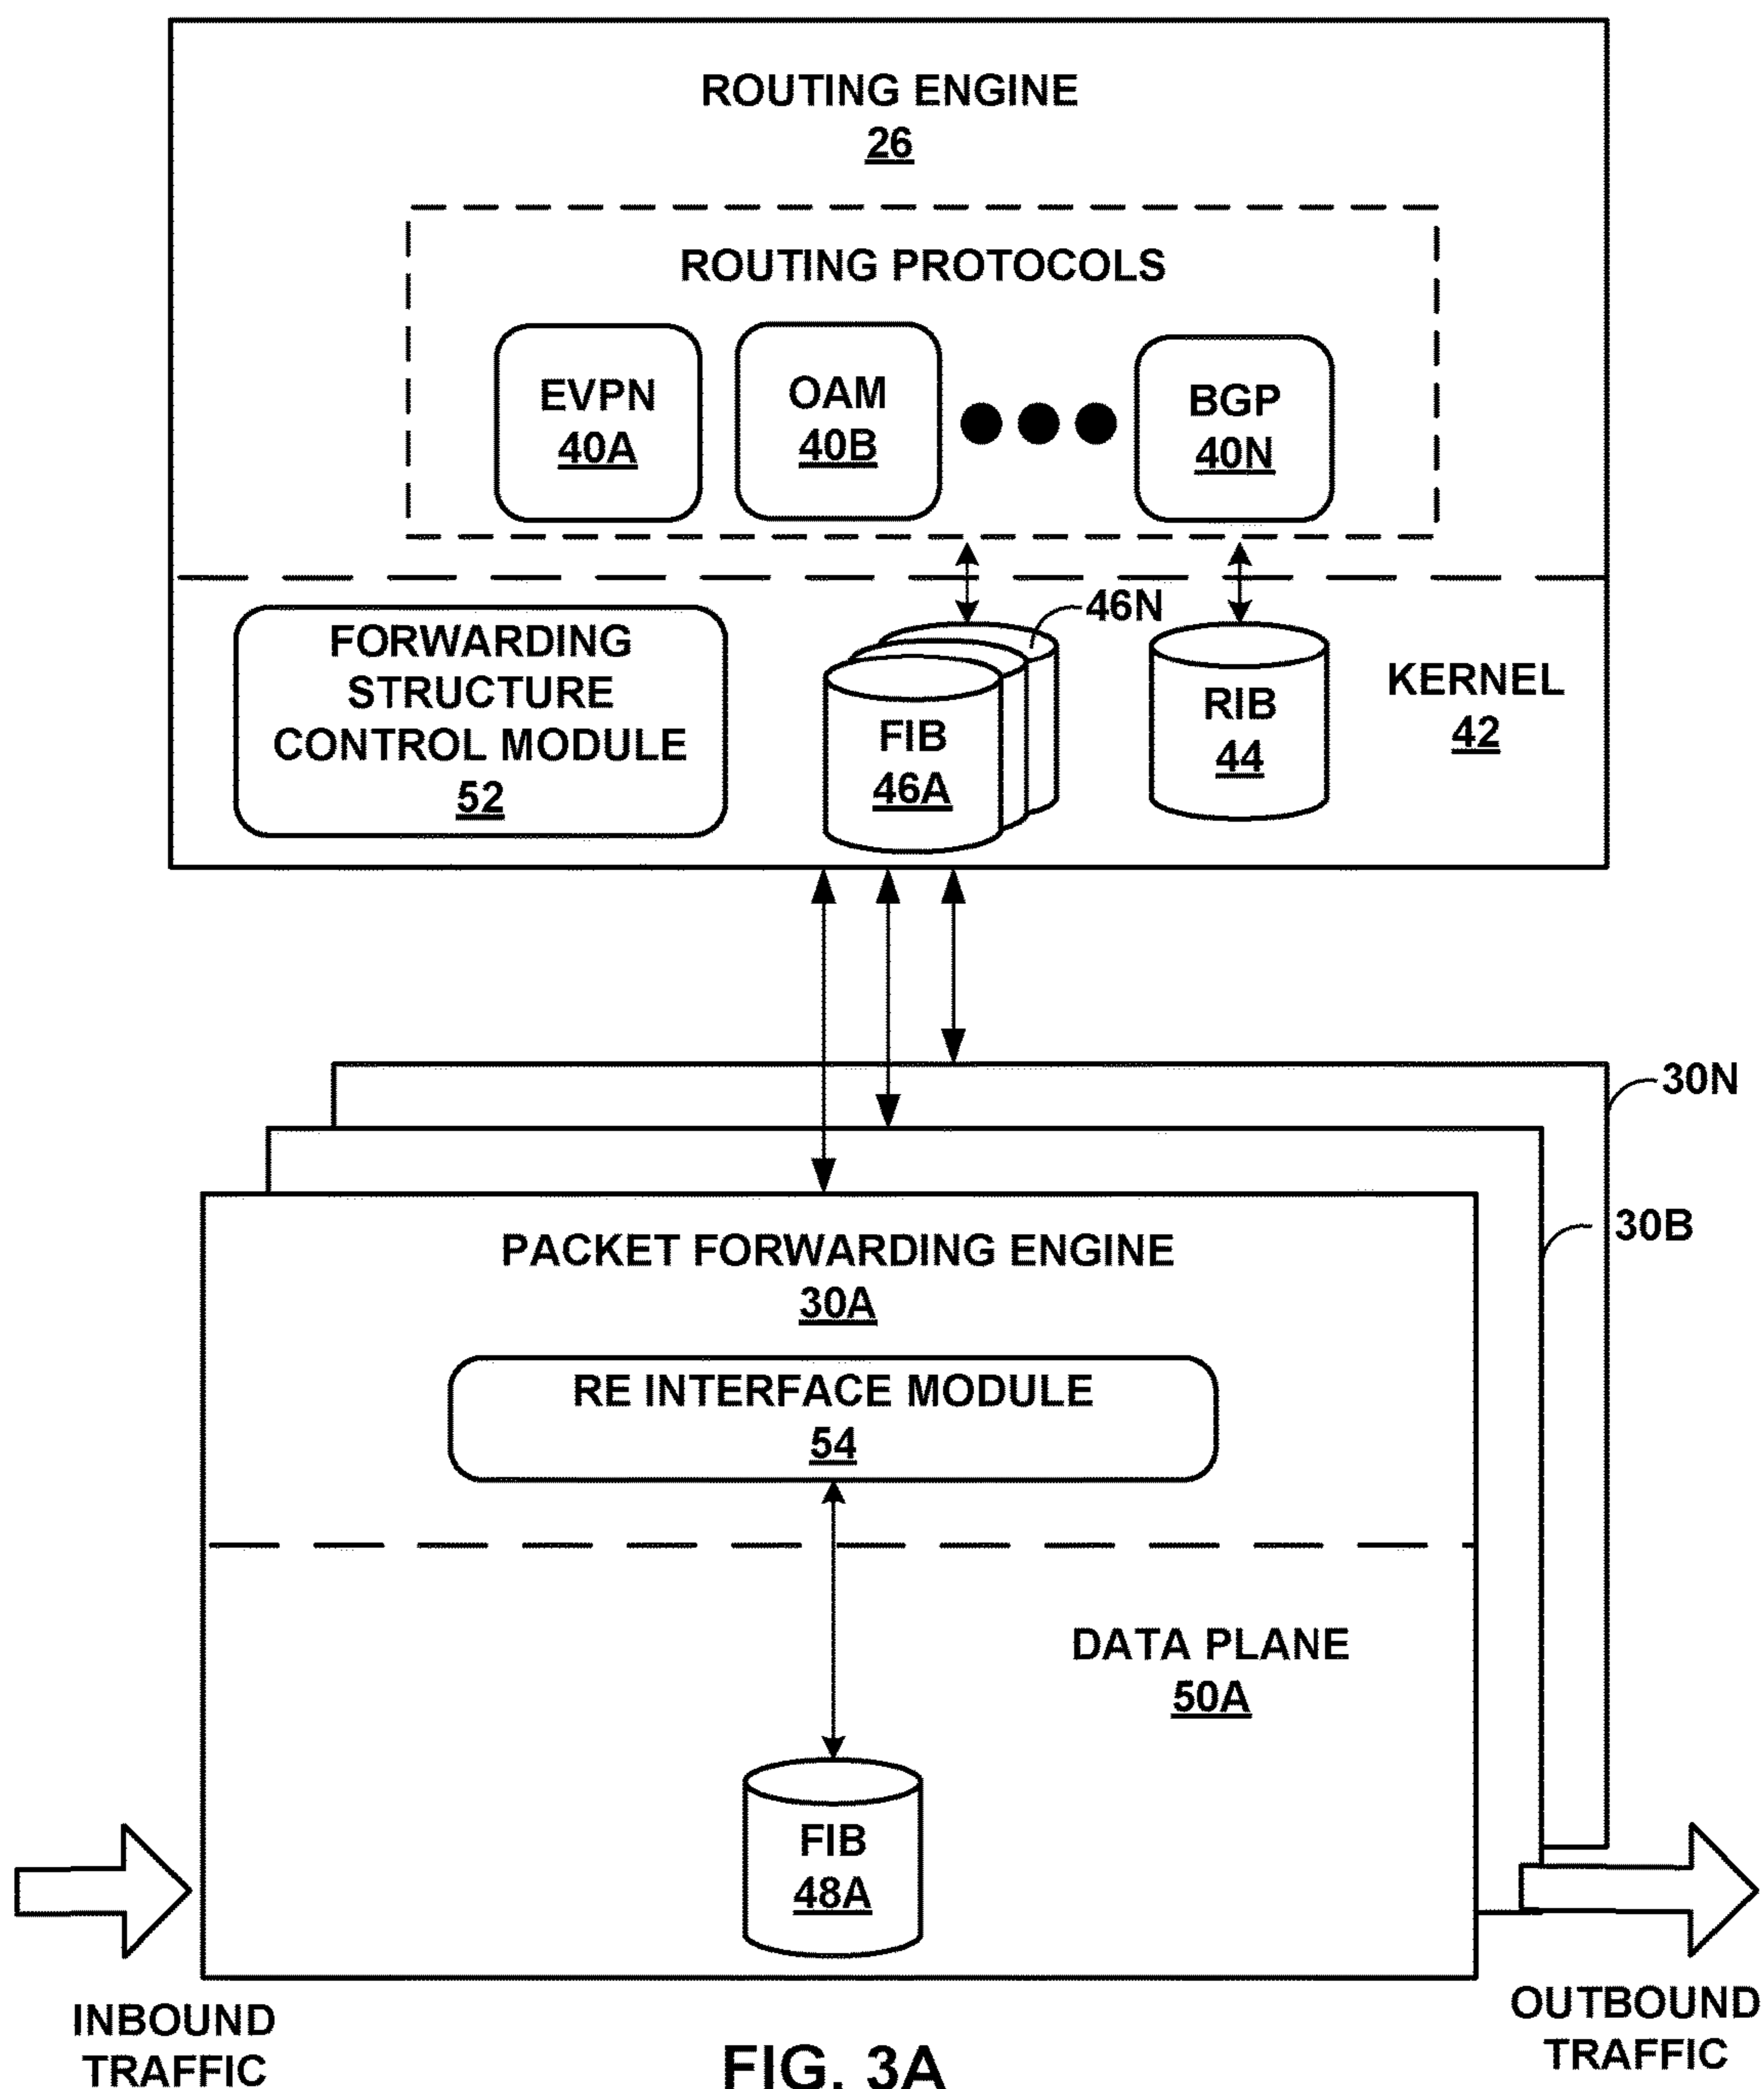 ROUTING ENGINE
26
ROUTING PROTOCOLS
EVPN
40A
OAM
40B
BGP
40N
FORWARDING
STRUCTURE
CONTROL MODULE
52
46N
FIB
46A
RIB
44
KERNEL
42
30N
30B
PACKET FORWARDING ENGINE
30A
RE INTERFACE MODULE
54
DATA PLANE
50A
FIB
48A
INBOUND
TRAFFIC
OUTBOUND
TRAFFIC
FIG. 3A